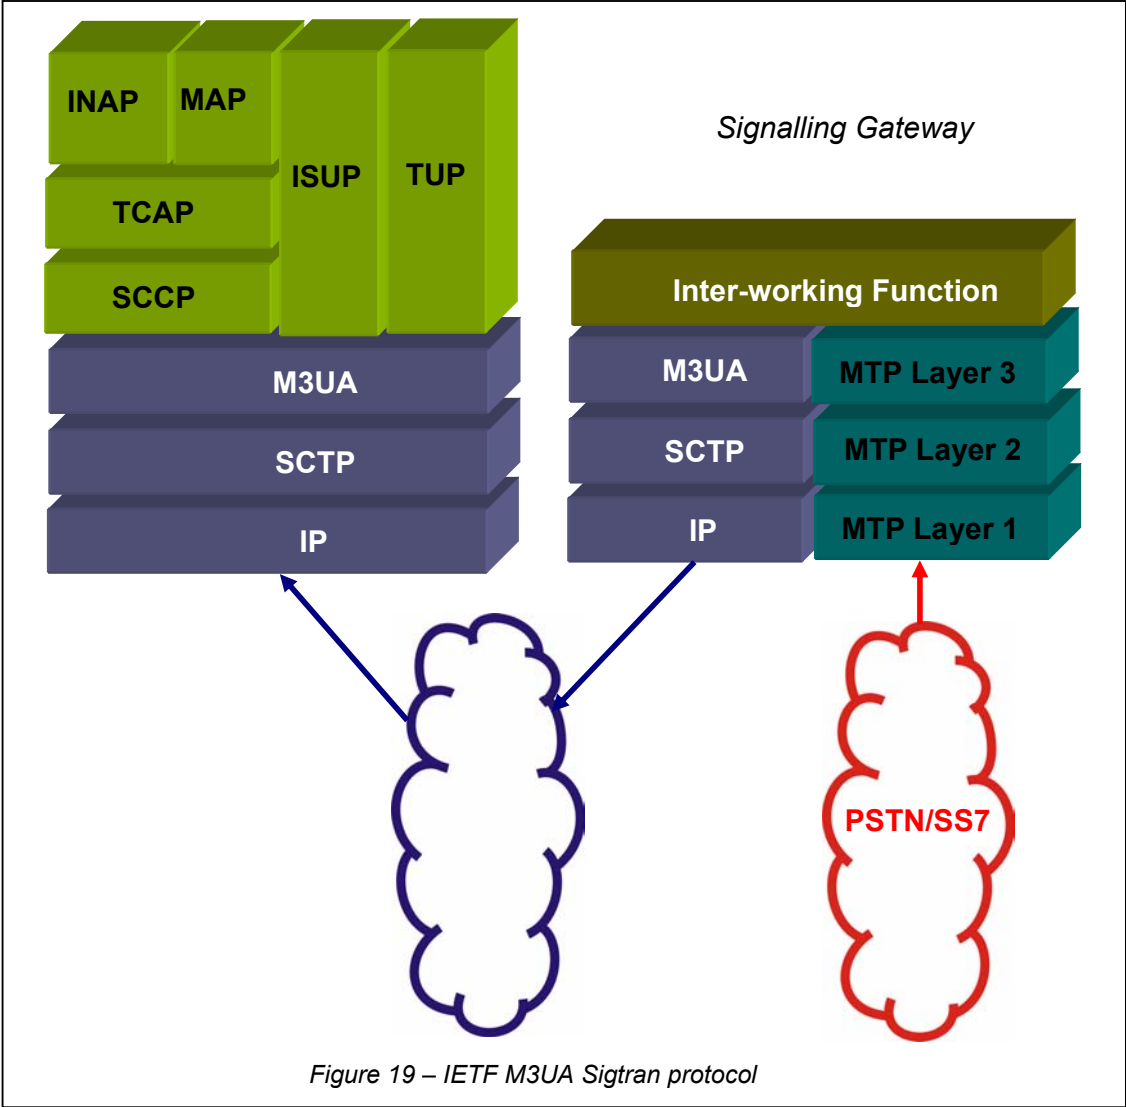 INAP
MAP
ISUP
TUP
TCAP
SCCP
M3UA
SCTP
IP
Signalling Gateway
Inter-working Function
M3UA
MTP Layer 3
SCTP
MTP Layer 2
IP
MTP Layer 1
PSTN/SS7
Figure 19 – IETF M3UA Sigtran protocol